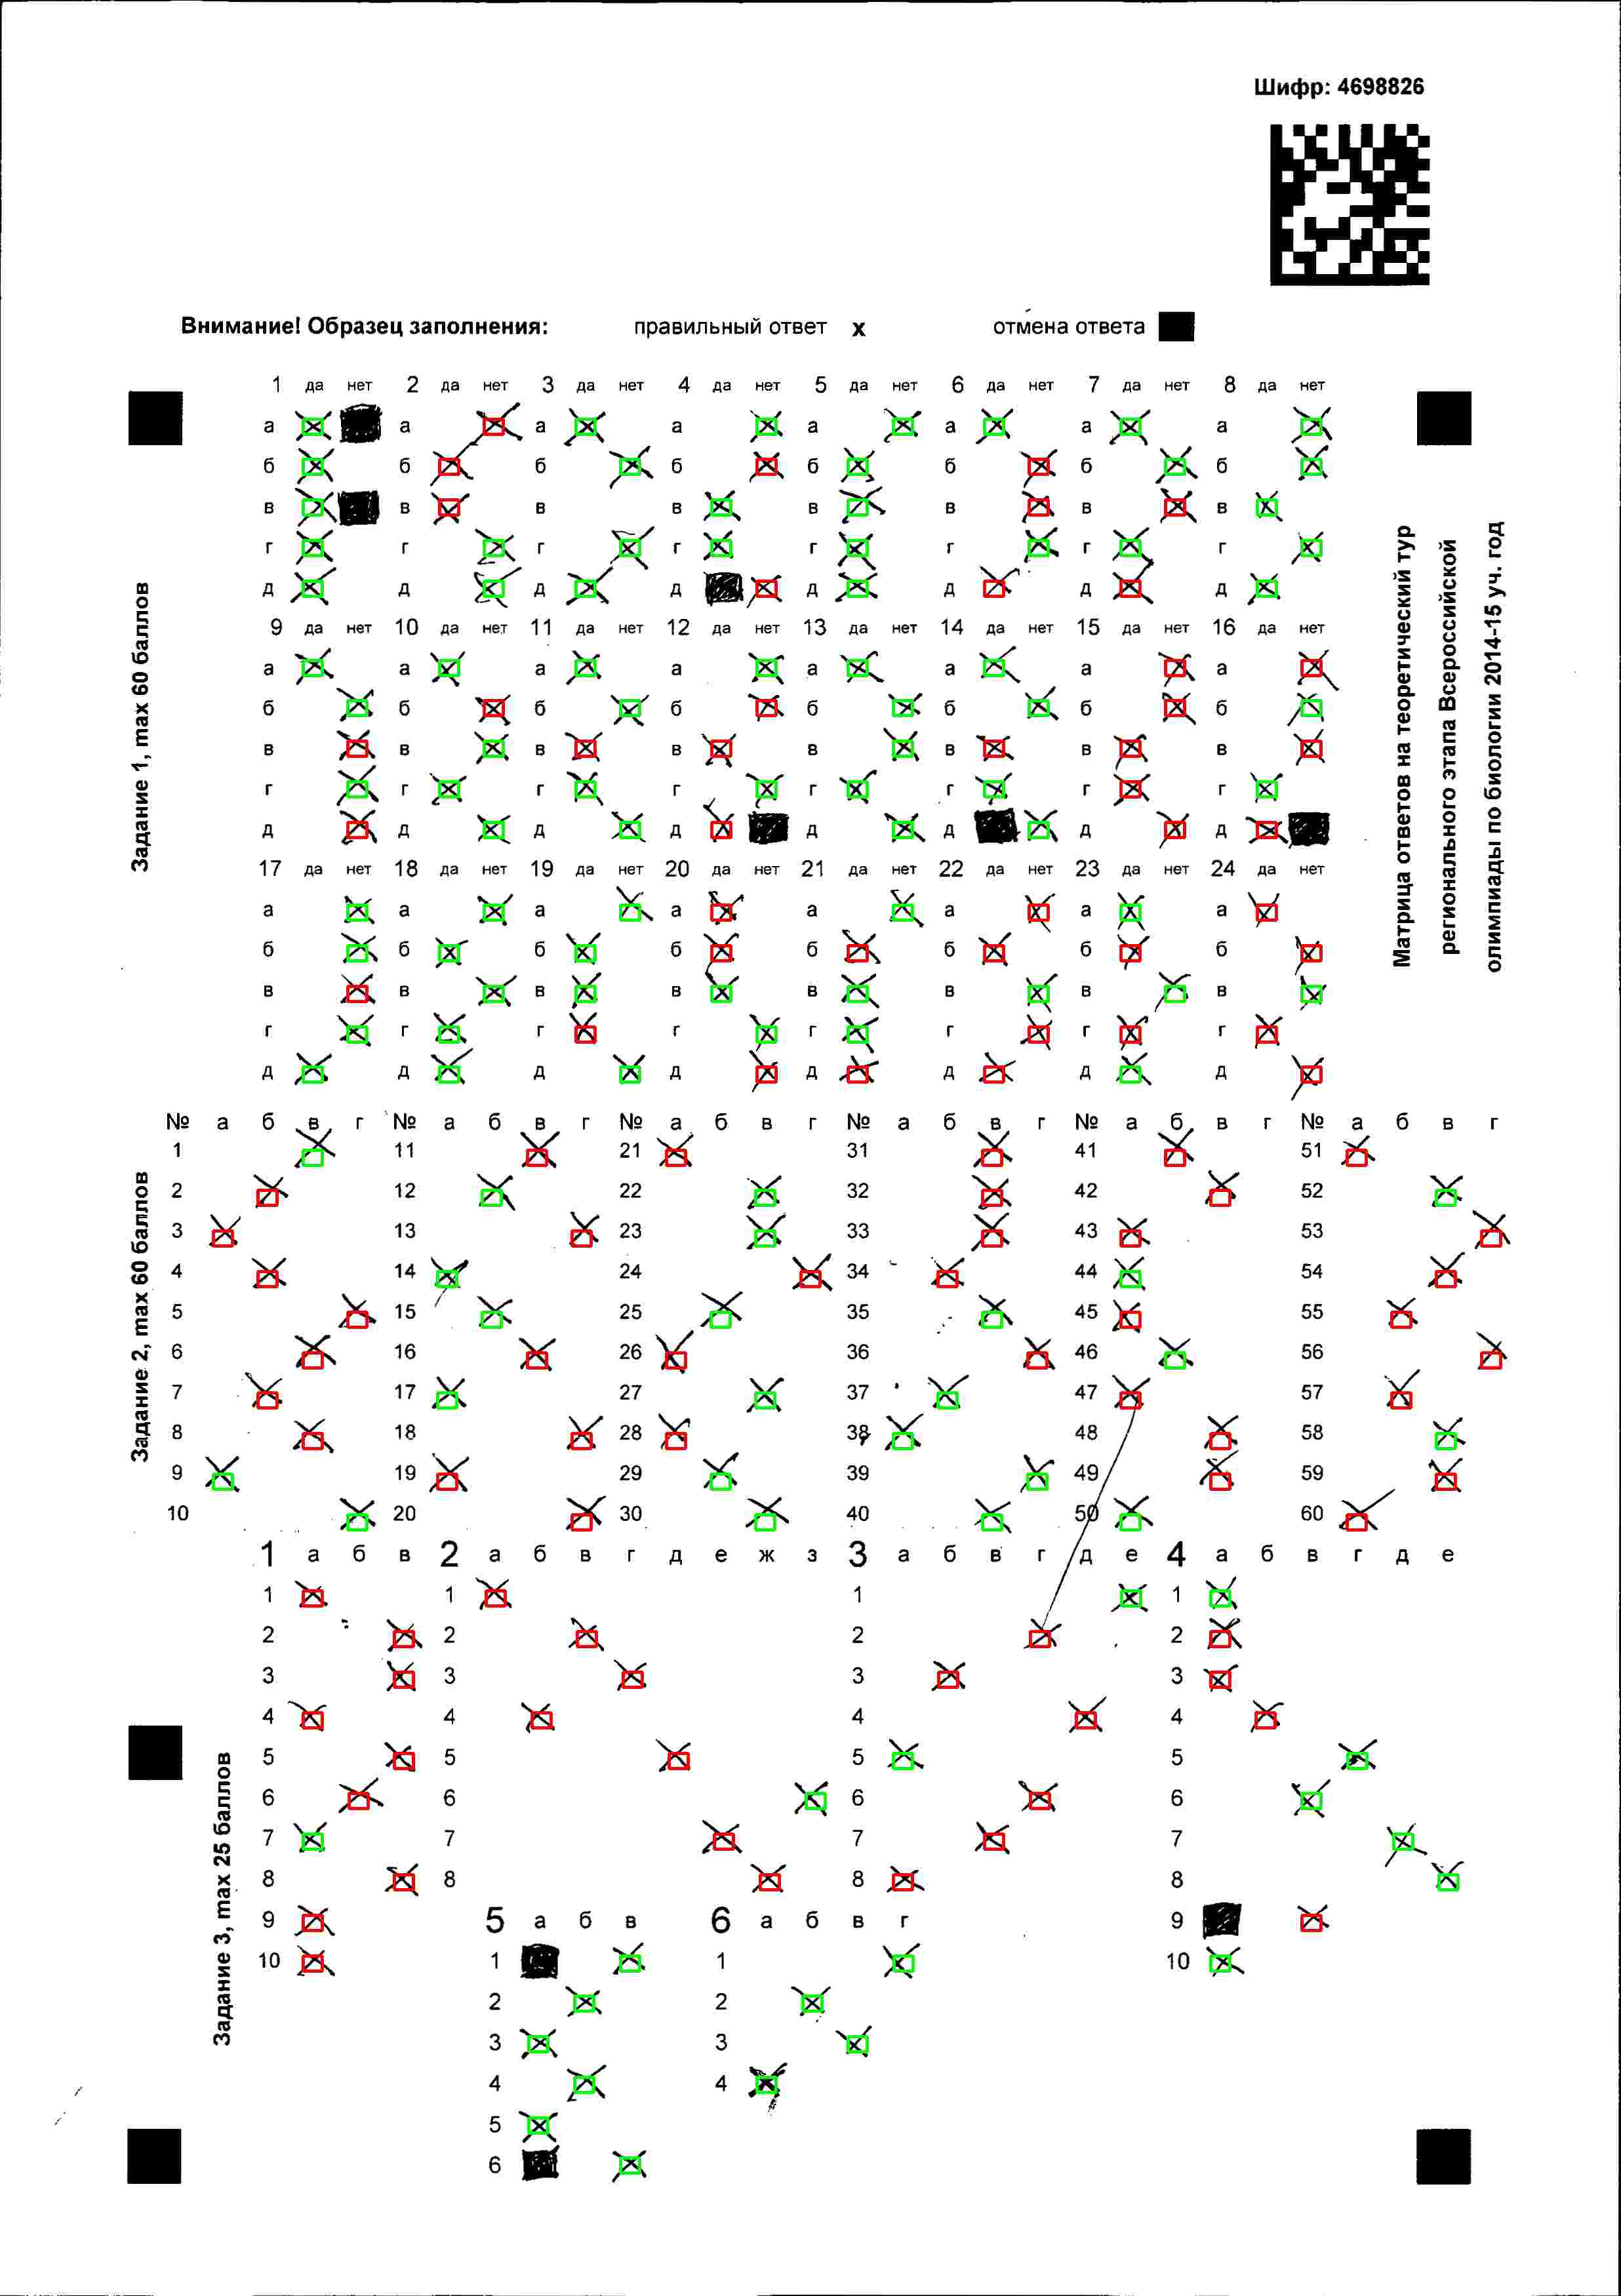 Шифр: 4698826
Внимание! Образец заполнения: правильный ответ х отмена ответа
1 да нет 2 да нет 3 да нет 4 да нет 5 да нет 6 да нет 7 да нет 8 да нет
а а а а а а а а
б б б б б б б б
в в в в в в в в
г г г г г г г г
д д д д д д д д
9 да нет 10 да нет 11 да нет 12 да нет 13 да нет 14 да нет 15 да нет 16 да нет
а а а а а а а а
б б б б б б б б
в в в в в в в в
г г г г г г г г
д д д д д д д д
17 да нет 18 да нет 19 да нет 20 да нет 21 да нет 22 да нет 23 да нет 24 да нет
а а а а а а а а
б б б б б б б б
в в в в в в в в
г г г г г г г г
д д д д д д д д
Задание 1, max 60 баллов
Матрица ответов на теоретический тур
регионального этапа Всероссийской
олимпиады по биологии 2014-15 уч. год
№ а б в г № а б в г № а б в г № а б в г № а б в г № а б в г
1 11 21 31 41 51
2 12 22 32 42 52
3 13 23 33 43 53
4 14 24 34 44 54
5 15 25 35 45 55
6 16 26 36 46 56
7 17 27 37 47 57
8 18 28 38 48 58
9 19 29 39 49 59
10 20 30 40 50 60
Задание 2, max 60 баллов
1 а б в 2 а б в г д е ж з 3 а б в г д е 4 а б в г д е
1 1 1 1
2 2 2 2
3 3 3 3
4 4 4 4
5 5 5 5
6 6 6 6
7 7 7 7
8 8 8 8
9 5 а б в 6 а б в г 9
10 1 1 10
2 2
3 3
4 4
5
6
Задание 3, max 25 баллов